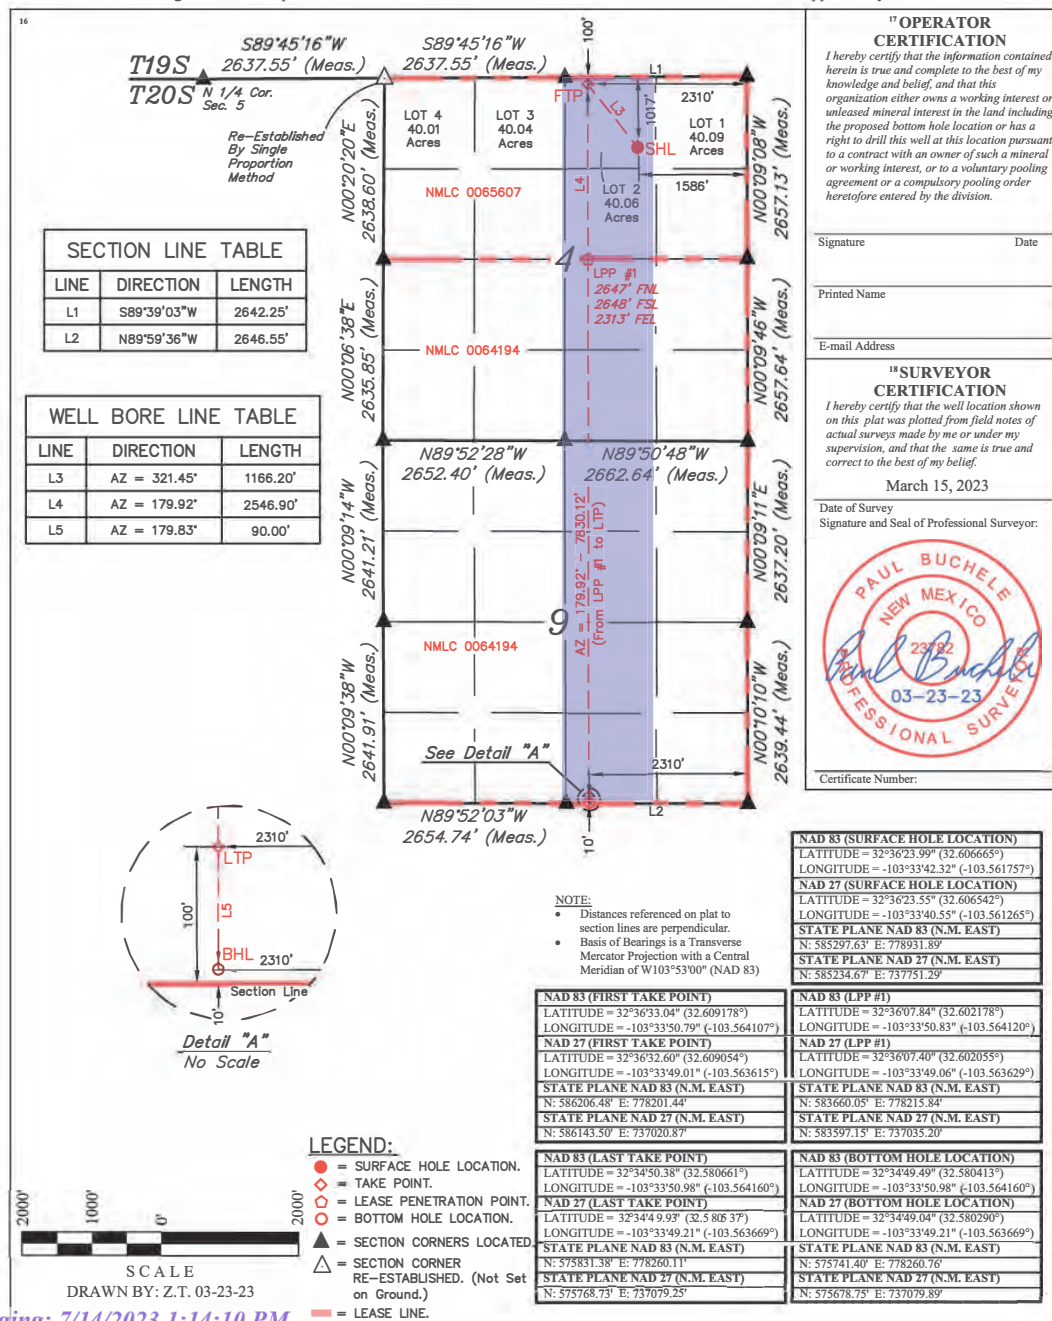 16
T19S
T20S
S89°45'16"W
2637.55' (Meas.)
N 1/4 Cor.
Sec. 5
Re-Established
By Single
Proportion
Method
S89°45'16"W
2637.55' (Meas.)
100'
L1
FTP
2310'
L3
1017'
SHL
1586'
LOT 4
40.01
Acres
LOT 3
40.04
Acres
LOT 1
40.09
Arces
LOT 2
40.06
Acres
L4
N00°20'20"E
2638.60' (Meas.)
N00°09'08"W
2657.13' (Meas.)
NMLC 0065607
4
LPP #1
2647' FNL
2648' FSL
2313' FEL
N00°06'38"E
2635.85' (Meas.)
N00°09'46"W
2657.64' (Meas.)
NMLC 0064194
N89°52'28"W
2652.40' (Meas.)
N89°50'48"W
2662.64' (Meas.)
N00°09'14"W
2641.21' (Meas.)
N00°09'11"E
2637.20' (Meas.)
AZ = 179.92° - 7830.12'
(From LPP #1 to LTP)
9
NMLC 0064194
N00°09'38"W
2641.91' (Meas.)
N00°10'10"W
2639.44' (Meas.)
See Detail "A"
2310'
N89°52'03"W
2654.74' (Meas.)
L2
10'
SECTION LINE TABLE
LINE DIRECTION LENGTH
L1 S89°39'03"W 2642.25'
L2 N89°59'36"W 2646.55'
WELL BORE LINE TABLE
LINE DIRECTION LENGTH
L3 AZ = 321.45° 1166.20'
L4 AZ = 179.92° 2546.90'
L5 AZ = 179.83° 90.00'
17 OPERATOR
CERTIFICATION
I hereby certify that the information contained
herein is true and complete to the best of my
knowledge and belief, and that this
organization either owns a working interest or
unleased mineral interest in the land including
the proposed bottom hole location or has a
right to drill this well at this location pursuant
to a contract with an owner of such a mineral
or working interest, or to a voluntary pooling
agreement or a compulsory pooling order
heretofore entered by the division.
Signature Date
Printed Name
E-mail Address
18 SURVEYOR
CERTIFICATION
I hereby certify that the well location shown
on this plat was plotted from field notes of
actual surveys made by me or under my
supervision, and that the same is true and
correct to the best of my belief.
March 15, 2023
Date of Survey
Signature and Seal of Professional Surveyor:
PAUL BUCHELE
NEW MEXICO
23782
Paul Buchele
03-23-23
PROFESSIONAL SURVEYOR
Certificate Number:
2310'
LTP
100'
L5
BHL
2310'
Section Line
10'
Detail "A"
No Scale
NOTE:
• Distances referenced on plat to
section lines are perpendicular.
• Basis of Bearings is a Transverse
Mercator Projection with a Central
Meridian of W103°53'00" (NAD 83)
NAD 83 (SURFACE HOLE LOCATION)
LATITUDE = 32°36'23.99" (32.606665°)
LONGITUDE = -103°33'42.32" (-103.561757°)
NAD 27 (SURFACE HOLE LOCATION)
LATITUDE = 32°36'23.55" (32.606542°)
LONGITUDE = -103°33'40.55" (-103.561265°)
STATE PLANE NAD 83 (N.M. EAST)
N: 585297.63' E: 778931.89'
STATE PLANE NAD 27 (N.M. EAST)
N: 585234.67' E: 737751.29'
NAD 83 (FIRST TAKE POINT)
LATITUDE = 32°36'33.04" (32.609178°)
LONGITUDE = -103°33'50.79" (-103.564107°)
NAD 27 (FIRST TAKE POINT)
LATITUDE = 32°36'32.60" (32.609054°)
LONGITUDE = -103°33'49.01" (-103.563615°)
STATE PLANE NAD 83 (N.M. EAST)
N: 586206.48' E: 778201.44'
STATE PLANE NAD 27 (N.M. EAST)
N: 586143.50' E: 737020.87'
NAD 83 (LPP #1)
LATITUDE = 32°36'07.84" (32.602178°)
LONGITUDE = -103°33'50.83" (-103.564120°)
NAD 27 (LPP #1)
LATITUDE = 32°36'07.40" (32.602055°)
LONGITUDE = -103°33'49.06" (-103.563629°)
STATE PLANE NAD 83 (N.M. EAST)
N: 583660.05' E: 778215.84'
STATE PLANE NAD 27 (N.M. EAST)
N: 583597.15' E: 737035.20'
NAD 83 (LAST TAKE POINT)
LATITUDE = 32°34'50.38" (32.580661°)
LONGITUDE = -103°33'50.98" (-103.564160°)
NAD 27 (LAST TAKE POINT)
LATITUDE = 32°34'4 9.93" (32.5 805 37°)
LONGITUDE = -103°33'49.21" (-103.563669°)
STATE PLANE NAD 83 (N.M. EAST)
N: 575831.38' E: 778260.11'
STATE PLANE NAD 27 (N.M. EAST)
N: 575768.73' E: 737079.25'
NAD 83 (BOTTOM HOLE LOCATION)
LATITUDE = 32°34'49.49" (32.580413°)
LONGITUDE = -103°33'50.98" (-103.564160°)
NAD 27 (BOTTOM HOLE LOCATION)
LATITUDE = 32°34'49.04" (32.580290°)
LONGITUDE = -103°33'49.21" (-103.563669°)
STATE PLANE NAD 83 (N.M. EAST)
N: 575741.40' E: 778260.76'
STATE PLANE NAD 27 (N.M. EAST)
N: 575678.75' E: 737079.89'
LEGEND:
= SURFACE HOLE LOCATION.
= TAKE POINT.
= LEASE PENETRATION POINT.
= BOTTOM HOLE LOCATION.
= SECTION CORNERS LOCATED.
= SECTION CORNER
RE-ESTABLISHED. (Not Set
on Ground.)
= LEASE LINE.
2000' 1000' 0' 2000'
SCALE
DRAWN BY: Z.T. 03-23-23
ging: 7/14/2023 1:14:10 PM